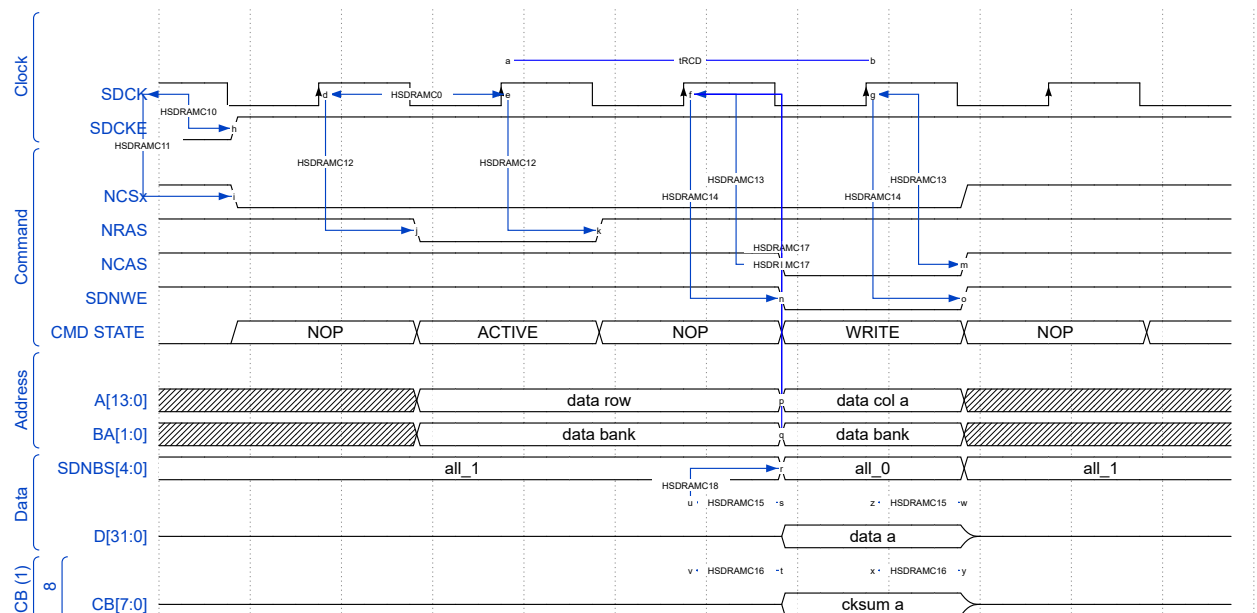 Clock
a tRCD b
SDCK d HSDRAMC0 e f g
HSDRAMC10
SDCKE h
HSDRAMC11
Command
HSDRAMC12 HSDRAMC12
HSDRAMC13 HSDRAMC13
NCSx i HSDRAMC14 HSDRAMC14
NRAS j k
HSDRAMC17
NCAS HSDRAMC17 m
SDNWE n o
CMD STATE NOP ACTIVE NOP WRITE NOP
Address
A[13:0] data row p data col a
BA[1:0] data bank q data bank
Data
SDNBS[4:0] all_1 r all_0 all_1
HSDRAMC18
u HSDRAMC15 s z HSDRAMC15 w
D[31:0] data a
CB (1)
8
v HSDRAMC16 t x HSDRAMC16 y
CB[7:0] cksum a